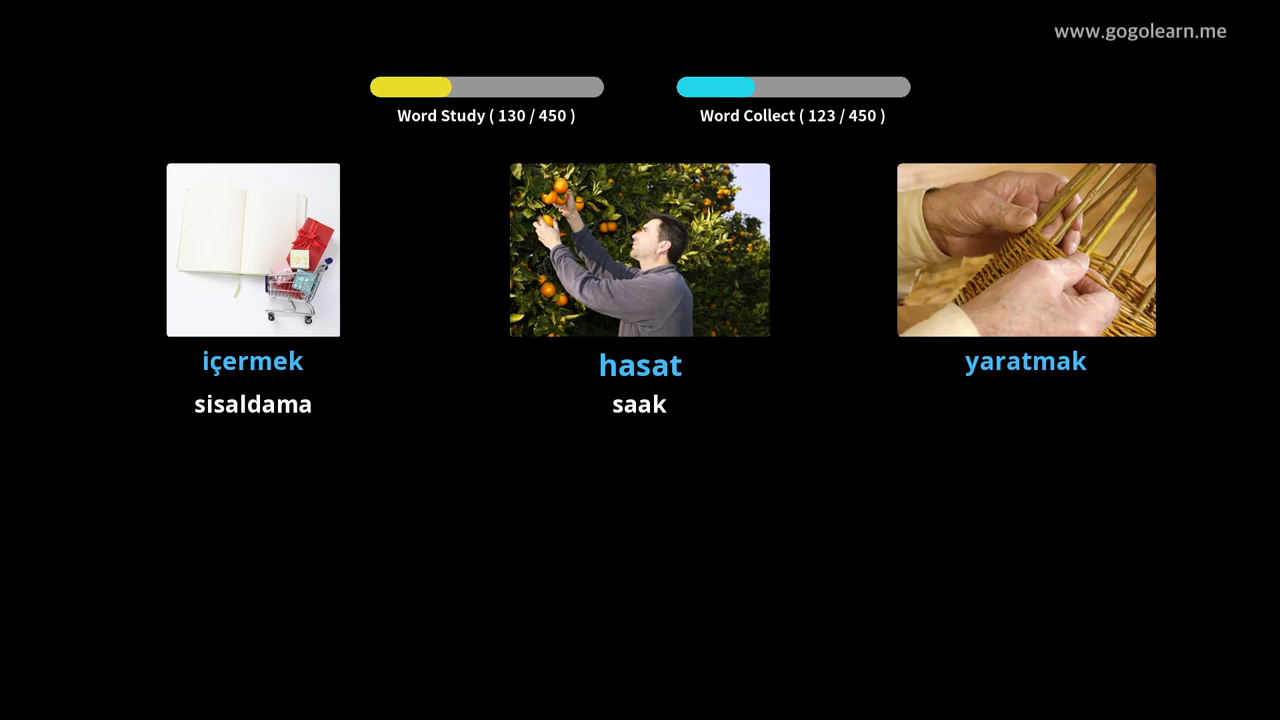 www.gogolearn.me
Word Study ( 130 / 450 )
Word Collect ( 123 / 450 )
içermek
hasat
yaratmak
sisaldama
saak